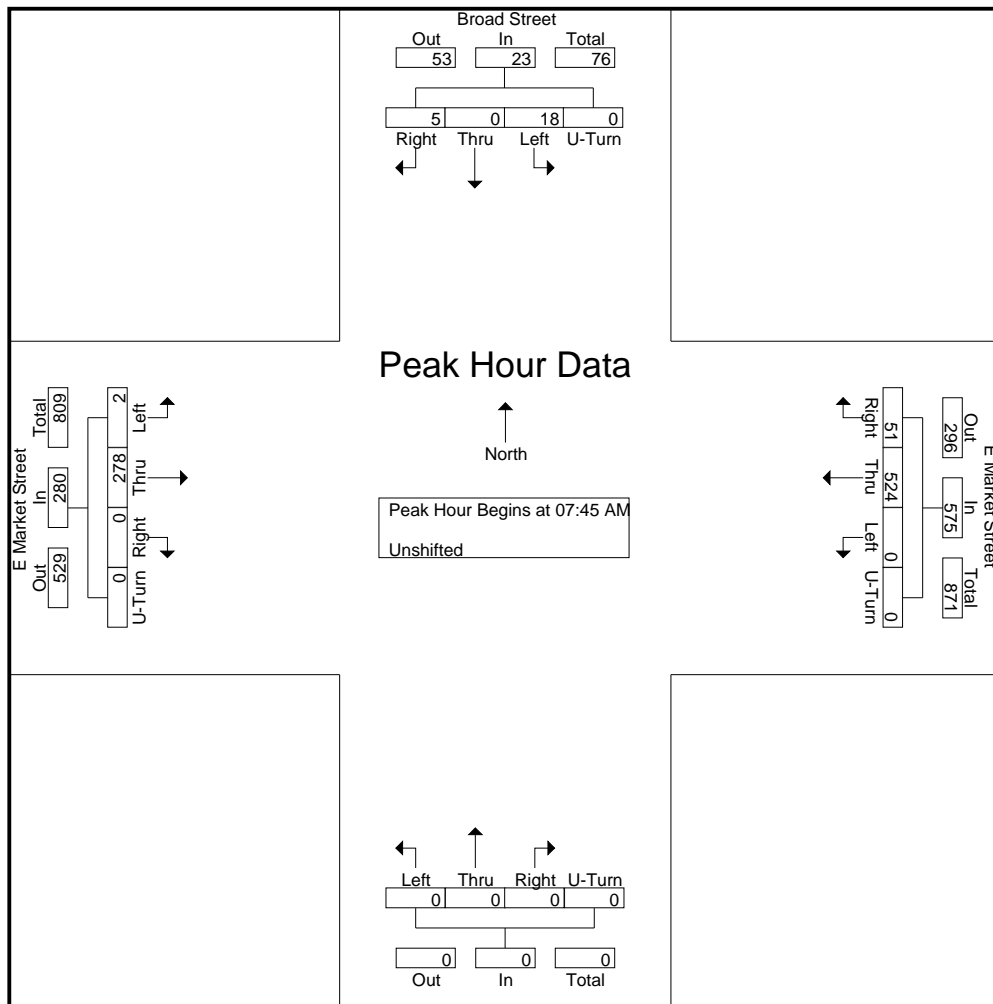 Broad Street
Out In Total
53 23 76
5 0 18 0
Right Thru Left U-Turn
Peak Hour Data
North
Peak Hour Begins at 07:45 AM
Unshifted
E Market Street
Out In Total
529 280 809
2 278 0 0
Left Thru Right U-Turn
E Market Street
Out In Total
296 575 871
51 524 0 0
Right Thru Left U-Turn
Left Thru Right U-Turn
0 0 0 0
0 0 0
Out In Total